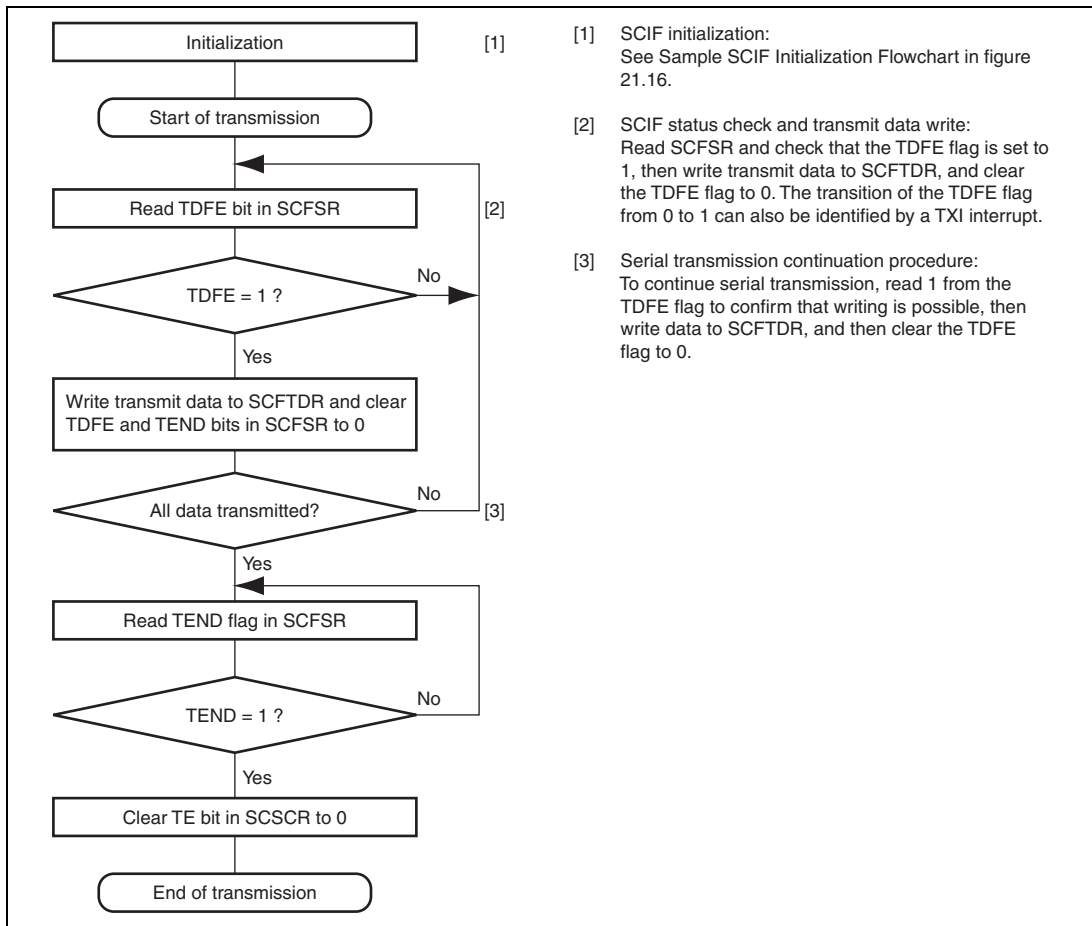 Initialization
[1]
Start of transmission
Read TDFE bit in SCFSR
[2]
TDFE = 1 ?
No
Yes
Write transmit data to SCFTDR and clear
TDFE and TEND bits in SCFSR to 0
All data transmitted?
No
[3]
Yes
Read TEND flag in SCFSR
TEND = 1 ?
No
Yes
Clear TE bit in SCSCR to 0
End of transmission
[1] SCIF initialization:
See Sample SCIF Initialization Flowchart in figure
21.16.
[2] SCIF status check and transmit data write:
Read SCFSR and check that the TDFE flag is set to
1, then write transmit data to SCFTDR, and clear
the TDFE flag to 0. The transition of the TDFE flag
from 0 to 1 can also be identified by a TXI interrupt.
[3] Serial transmission continuation procedure:
To continue serial transmission, read 1 from the
TDFE flag to confirm that writing is possible, then
write data to SCFTDR, and then clear the TDFE
flag to 0.